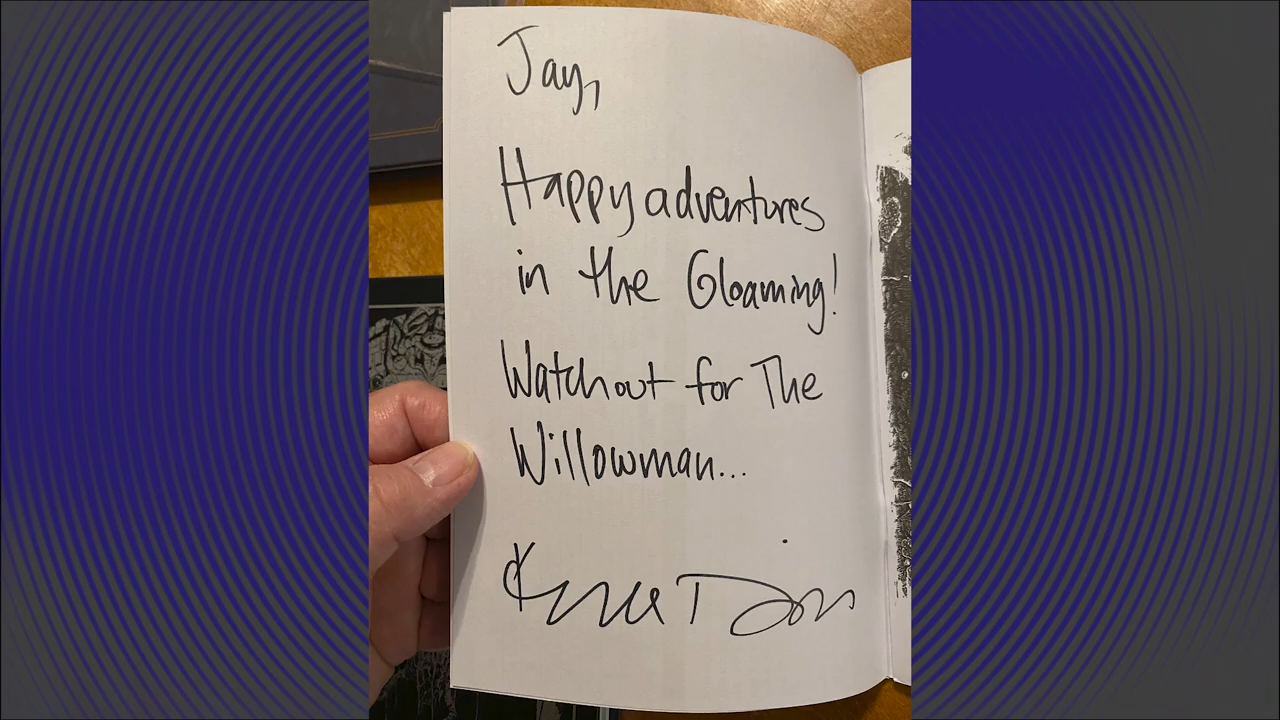 Jay,
Happy adventures
in the Gloaming!
Watch out for The
Willowman...